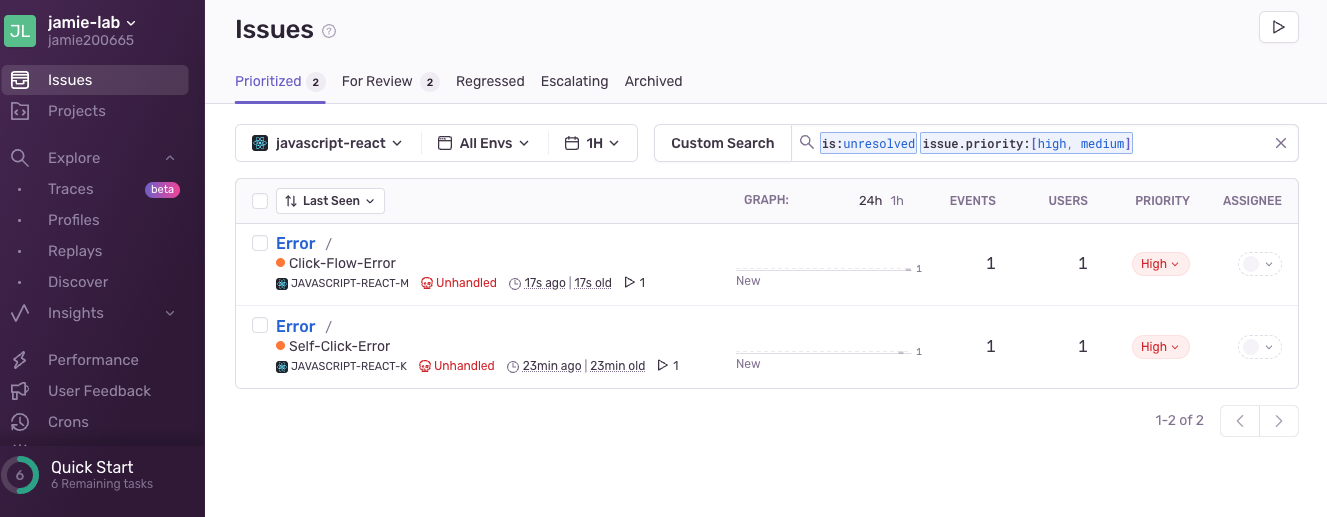 JL
jamie-lab
jamie200665
Issues
Projects
Explore
Traces beta
Profiles
Replays
Discover
Insights
Performance
User Feedback
Crons
6 Quick Start
6 Remaining tasks
Issues ?
Prioritized 2 For Review 2 Regressed Escalating Archived
javascript-react All Envs 1H Custom Search is:unresolved issue.priority:[high, medium]
Last Seen GRAPH: 24h 1h EVENTS USERS PRIORITY ASSIGNEE
Error /
Click-Flow-Error 1 1 1 High
JAVASCRIPT-REACT-M Unhandled 17s ago | 17s old 1 New
Error /
Self-Click-Error 1 1 1 High
JAVASCRIPT-REACT-K Unhandled 23min ago | 23min old 1 New
1-2 of 2